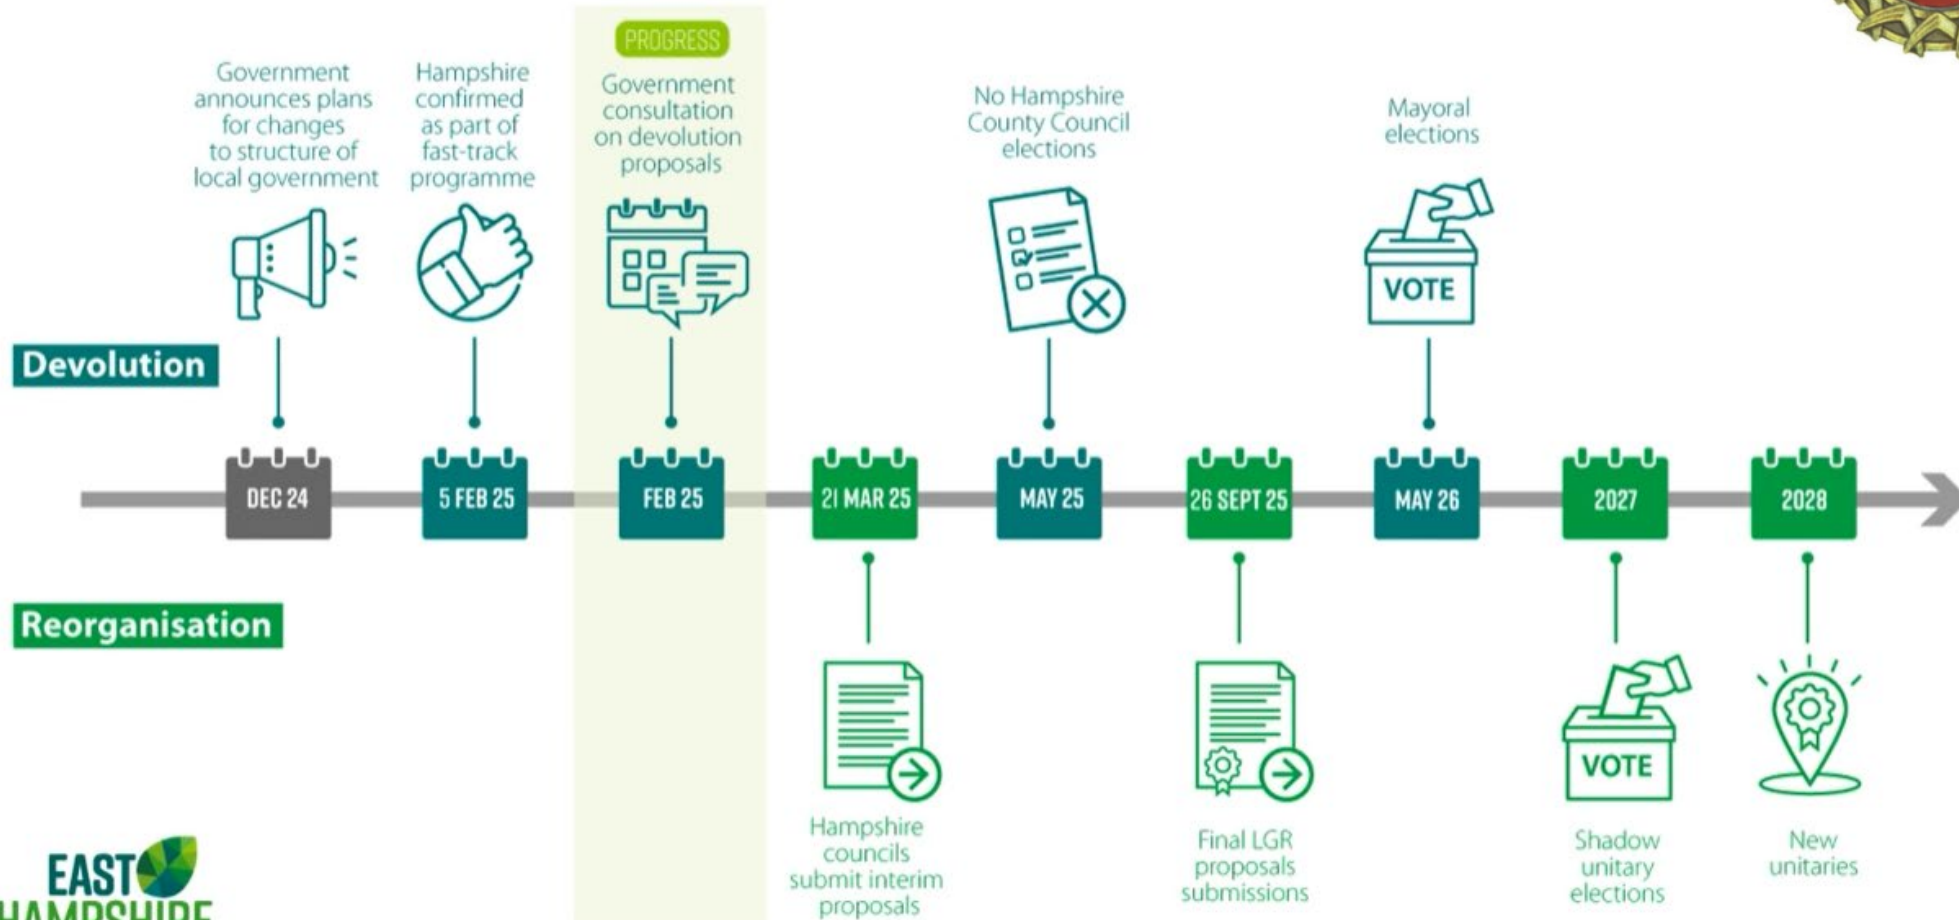 PROGRESS
Government
announces plans
for changes
to structure of
local government
Hampshire
confirmed
as part of
fast-track
programme
Government
consultation
on devolution
proposals
No Hampshire
County Council
elections
Mayoral
elections
VOTE
Devolution
DEC 24
5 FEB 25
FEB 25
21 MAR 25
MAY 25
26 SEPT 25
MAY 26
2027
2028
Reorganisation
VOTE
Hampshire
councils
submit interim
proposals
Final LGR
proposals
submissions
Shadow
unitary
elections
New
unitaries
EAST
HAMPSHIRE